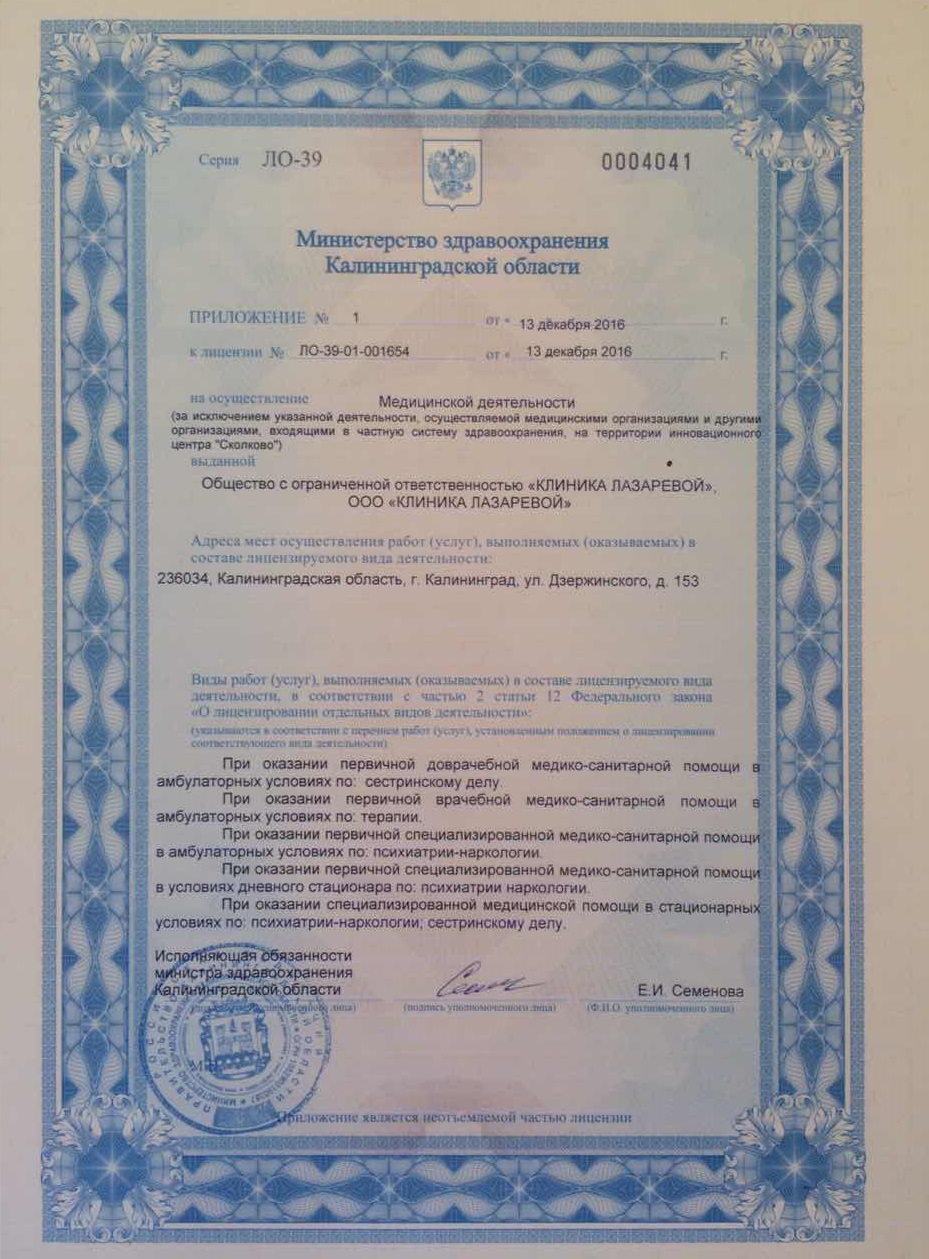 Серия ЛО-39 0004041
Министерство здравоохранения
Калининградской области
ПРИЛОЖЕНИЕ № 1 от « 13 декабря 2016 г.
к лицензии № ЛО-39-01-001654 от « 13 декабря 2016 г.
на осуществление Медицинской деятельности
(за исключением указанной деятельности, осуществляемой медицинскими организациями и другими
организациями, входящими в частную систему здравоохранения, на территории инновационного
центра "Сколково")
выданной
Общество с ограниченной ответственностью «КЛИНИКА ЛАЗАРЕВОЙ»,
ООО «КЛИНИКА ЛАЗАРЕВОЙ»
Адреса мест осуществления работ (услуг), выполняемых (оказываемых) в
составе лицензируемого вида деятельности:
236034, Калининградская область, г. Калининград, ул. Дзержинского, д. 153
Виды работ (услуг), выполняемых (оказываемых) в составе лицензируемого вида
деятельности, в соответствии с частью 2 статьи 12 Федерального закона
«О лицензировании отдельных видов деятельности»:
(указываются в соответствии с перечнем работ (услуг), установленным положением о лицензировании
соответствующего вида деятельности)
При оказании первичной доврачебной медико-санитарной помощи в
амбулаторных условиях по: сестринскому делу.
При оказании первичной врачебной медико-санитарной помощи в
амбулаторных условиях по: терапии.
При оказании первичной специализированной медико-санитарной помощи
в амбулаторных условиях по: психиатрии-наркологии.
При оказании первичной специализированной медико-санитарной помощи
в условиях дневного стационара по: психиатрии наркологии.
При оказании специализированной медицинской помощи в стационарных
условиях по: психиатрии-наркологии; сестринскому делу.
Исполняющая обязанности
министра здравоохранения
Калининградской области Е.И. Семенова
лица) (подпись уполномоченного лица) (Ф.И.О. уполномоченного лица)
Приложение является неотъемлемой частью лицензии